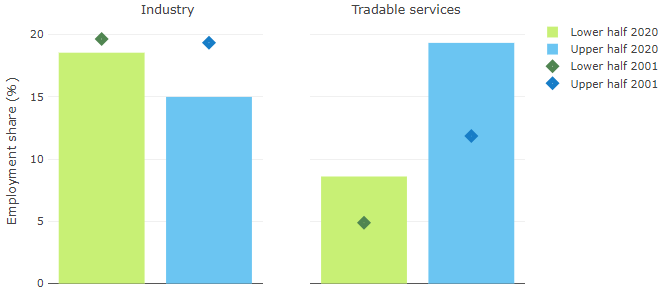 Industry
Tradable services
Employment share (%)
20
15
10
5
0
Lower half 2020
Upper half 2020
Lower half 2001
Upper half 2001